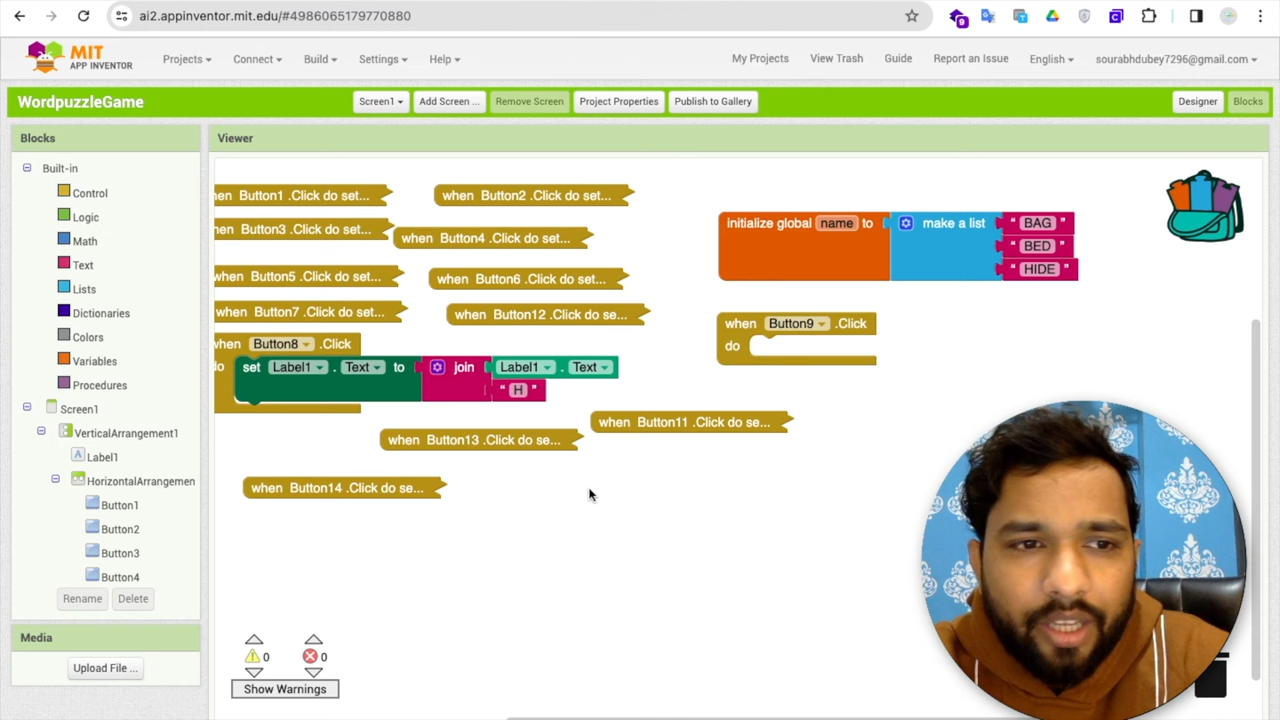 ai2.appinventor.mit.edu/#4986065179770880
9
MIT
APP INVENTOR
Projects
Connect
Build
Settings
Help
My Projects
View Trash
Guide
Report an Issue
English
sourabhdubey7296@gmail.com
WordpuzzleGame
Screen1
Add Screen ...
Remove Screen
Project Properties
Publish to Gallery
Designer
Blocks
Blocks
Viewer
Built-in
Control
Logic
Math
Text
Lists
Dictionaries
Colors
Variables
Procedures
Screen1
VerticalArrangement1
Label1
HorizontalArrangemen
Button1
Button2
Button3
Button4
Rename
Delete
Media
Upload File ...
en Button1 .Click do set...
when Button2 .Click do set...
en Button3 .Click do set...
when Button4 .Click do set...
when Button5 .Click do set...
when Button6 .Click do set...
when Button7 .Click do set...
when Button12 .Click do se...
when Button8 .Click
do set Label1 . Text to join Label1 . Text
“ H ”
when Button11 .Click do se...
when Button13 .Click do se...
when Button14 .Click do se...
initialize global name to make a list “ BAG ”
“ BED ”
“ HIDE ”
when Button9 .Click
do
0
0
Show Warnings